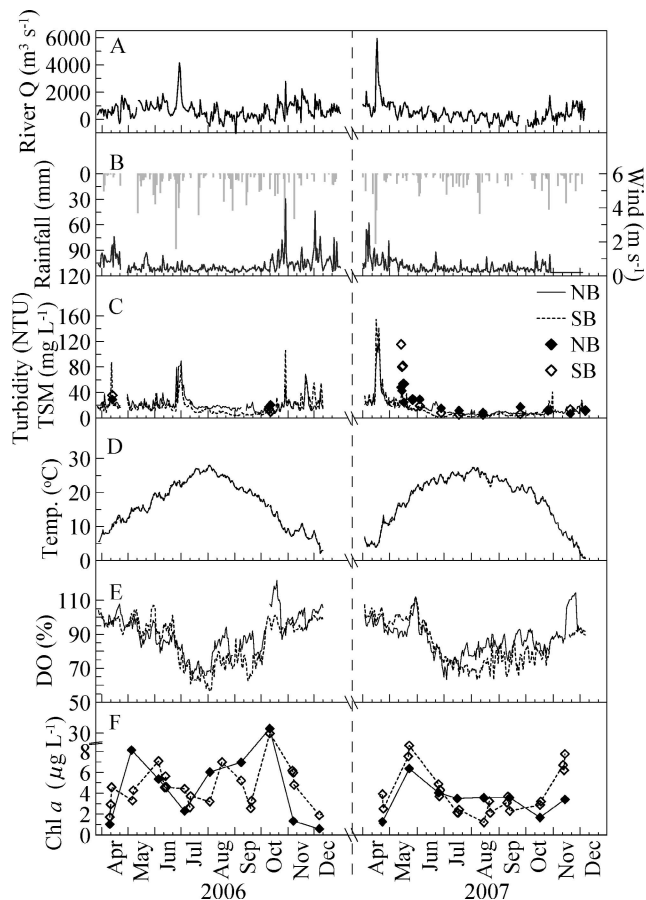 A
River Q (m³ s⁻¹)
6000
4000
2000
0
B
Rainfall (mm)
0
30
60
90
120
Wind (m s⁻¹)
6
4
2
0
C
Turbidity (NTU)
TSM (mg L⁻¹)
160
120
80
40
0
NB
SB
NB
SB
D
Temp. (°C)
30
20
10
0
E
DO (%)
110
90
70
50
F
Chl a (µg L⁻¹)
30
8
6
4
2
0
Apr
May
Jun
Jul
Aug
Sep
Oct
Nov
Dec
Apr
May
Jun
Jul
Aug
Sep
Oct
Nov
Dec
2006
2007